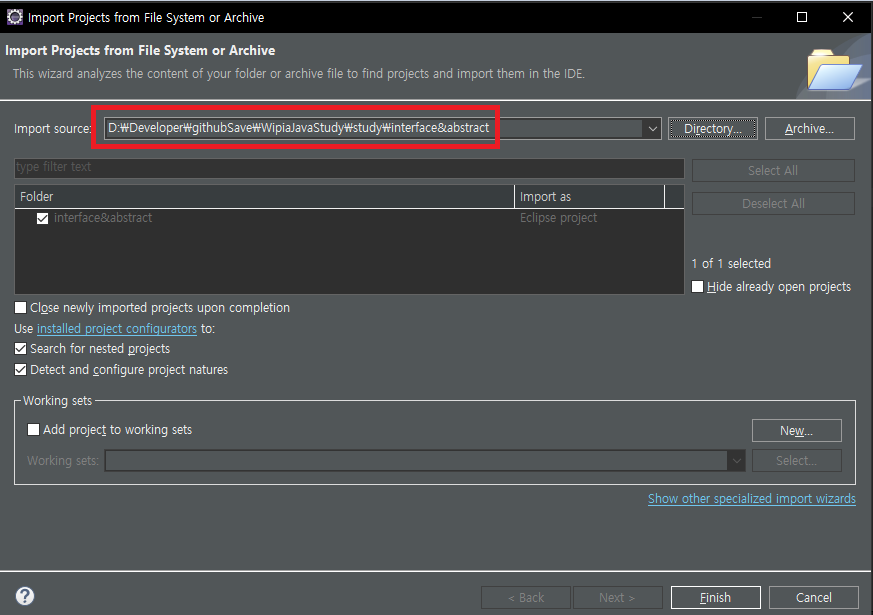 Import Projects from File System or Archive
Import Projects from File System or Archive
This wizard analyzes the content of your folder or archive file to find projects and import them in the IDE.
Import source: D:₩Developer₩githubSave₩WipiaJavaStudy₩study₩interface&abstract Directory... Archive...
type filter text Select All
Folder Import as
Deselect All
interface&abstract Eclipse project
1 of 1 selected
Hide already open projects
Close newly imported projects upon completion
Use installed project configurators to:
Search for nested projects
Detect and configure project natures
Working sets
Add project to working sets New...
Working sets: Select...
Show other specialized import wizards
? < Back Next > Finish Cancel